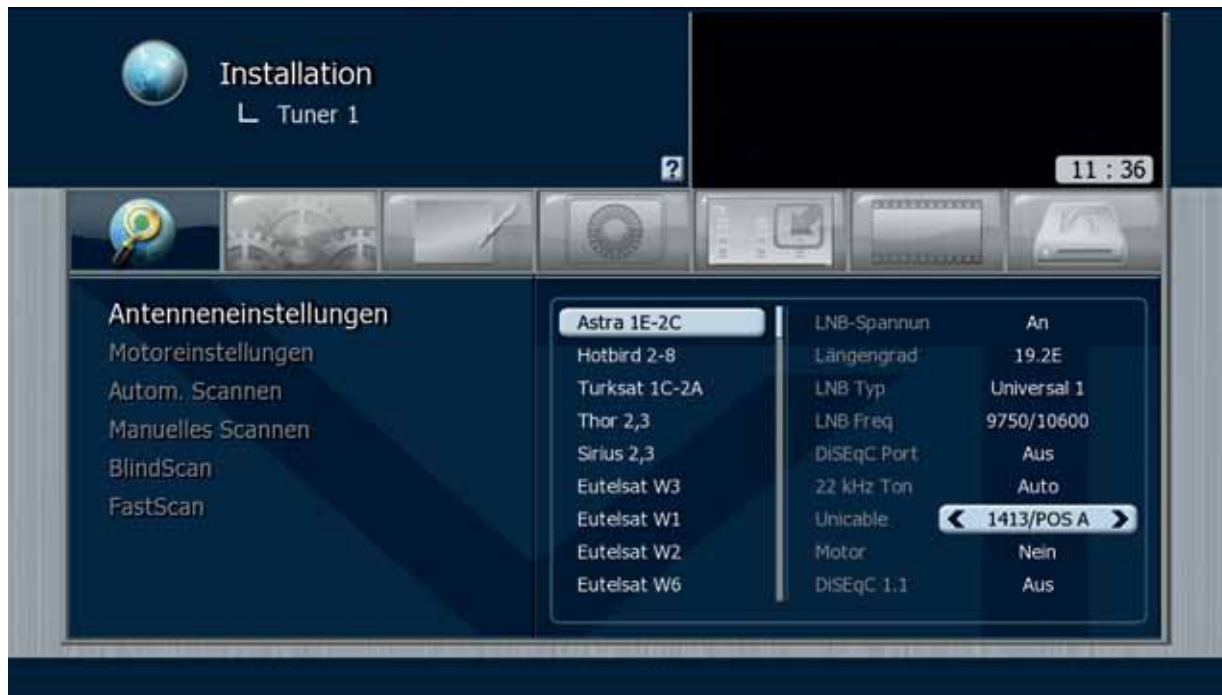 Installation
Tuner 1
?
11 : 36
Antenneneinstellungen
Motoreinstellungen
Autom. Scannen
Manuelles Scannen
BlindScan
FastScan
Astra 1E-2C
Hotbird 2-8
Turksat 1C-2A
Thor 2,3
Sirius 2,3
Eutelsat W3
Eutelsat W1
Eutelsat W2
Eutelsat W6
LNB-Spannun An
Längengrad 19.2E
LNB Typ Universal 1
LNB Freq 9750/10600
DiSEqC Port Aus
22 kHz Ton Auto
Unicable 1413/POS A
Motor Nein
DiSEqC 1.1 Aus